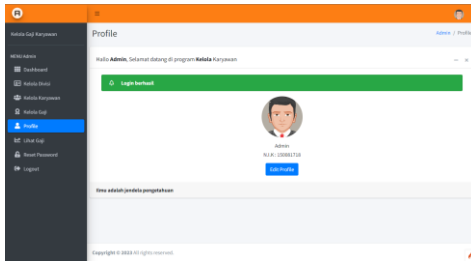 Kelola Gaji Karyawan
MENU Admin
Dashboard
Kelola Divisi
Kelola Karyawan
Kelola Gaji
Profile
Lihat Gaji
Reset Password
Logout
Profile
Admin / Profile
Hallo Admin, Selamat datang di program Kelola Karyawan
Login berhasil
Admin
Edit Profile
Ilmu adalah jendela pengetahuan
Copyright © 2023 All rights reserved.